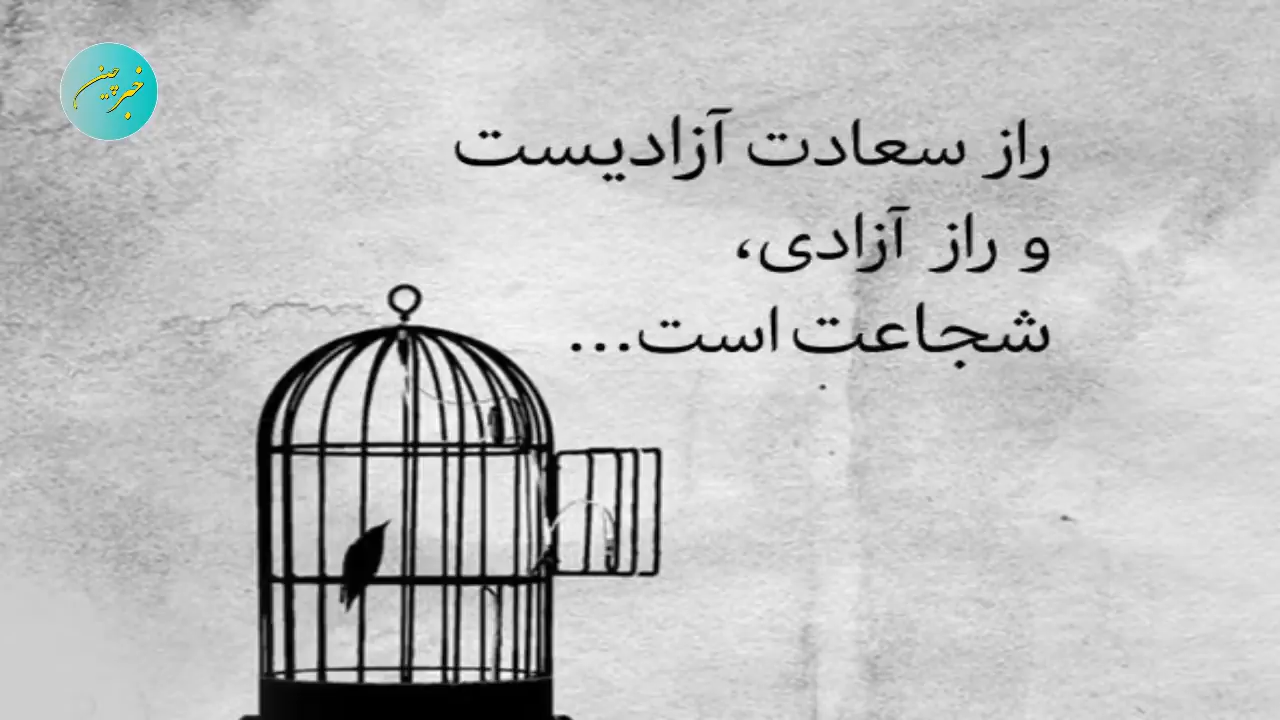 خبرچین
راز سعادت آزادیست
و راز آزادی،
شجاعت است...